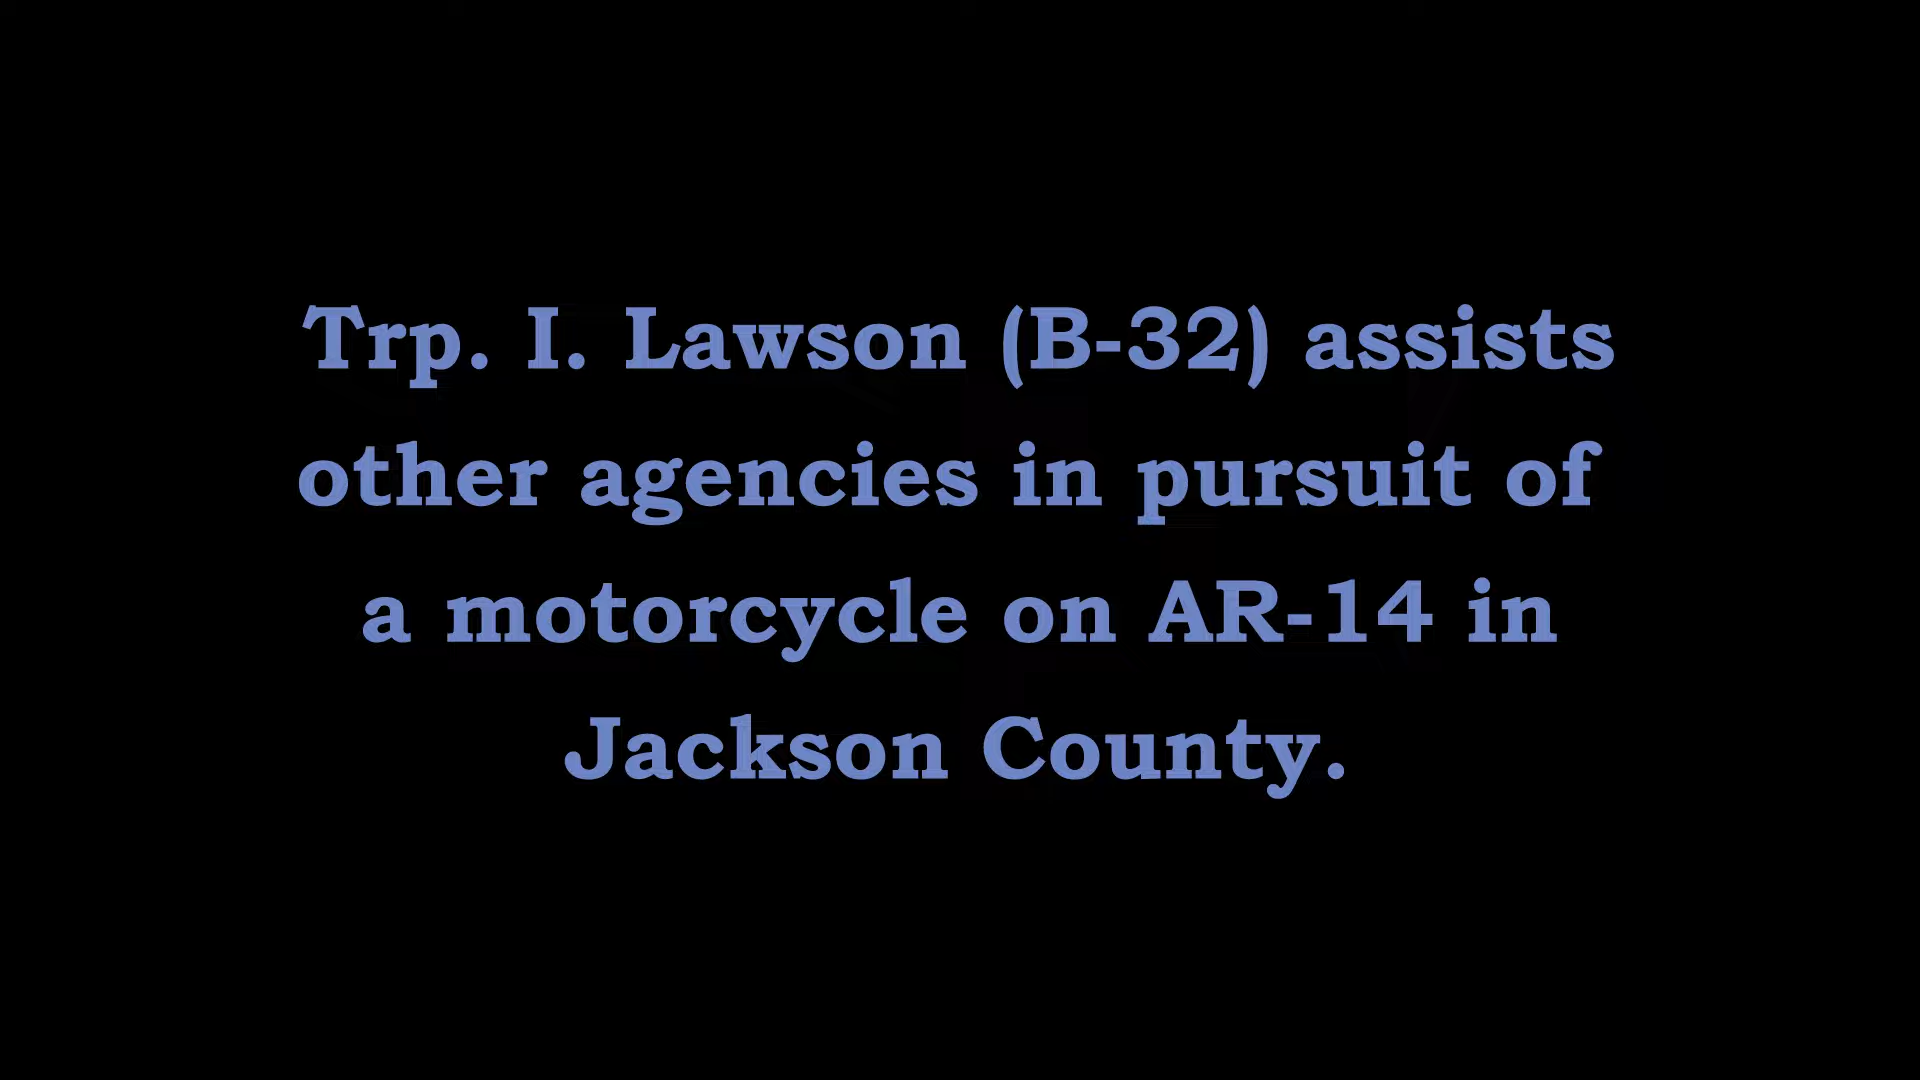 Trp. I. Lawson (B-32) assists
other agencies in pursuit of
a motorcycle on AR-14 in
Jackson County.